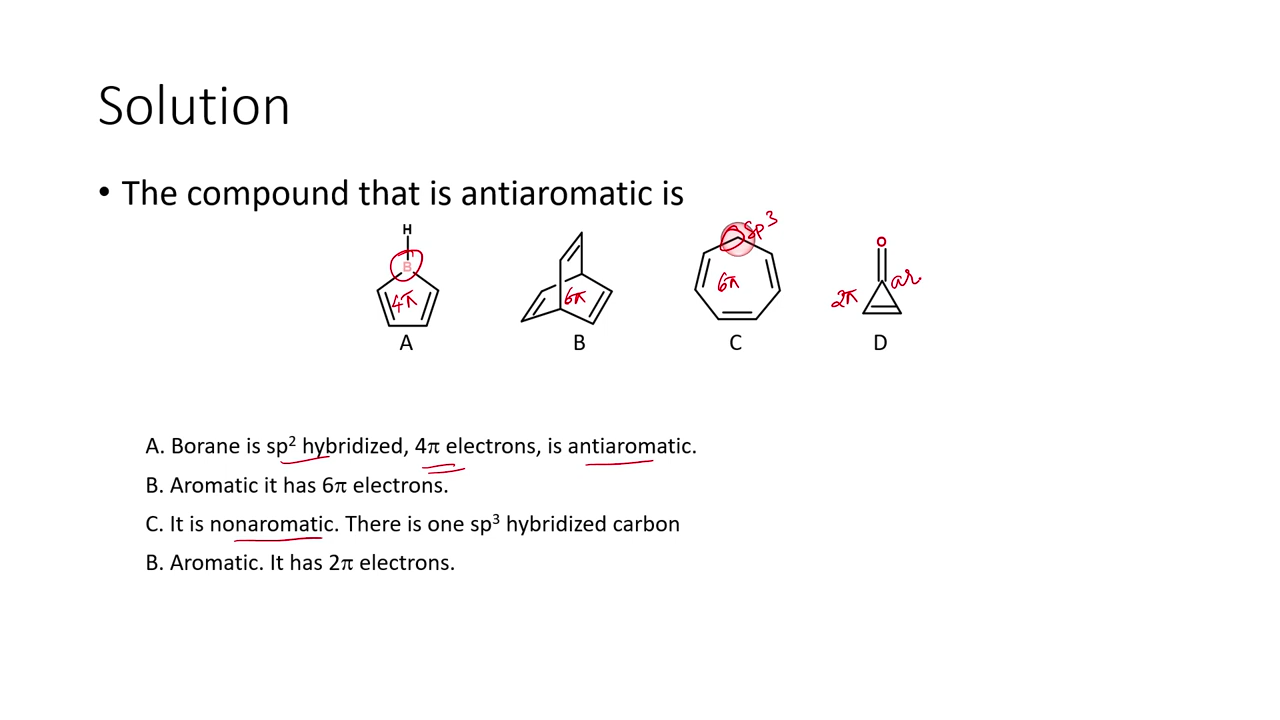 Solution
• The compound that is antiaromatic is
H
B
4π
A
6π
B
sp³
6π
C
O
2π
ar.
D
A. Borane is sp² hybridized, 4π electrons, is antiaromatic.
B. Aromatic it has 6π electrons.
C. It is nonaromatic. There is one sp³ hybridized carbon
B. Aromatic. It has 2π electrons.